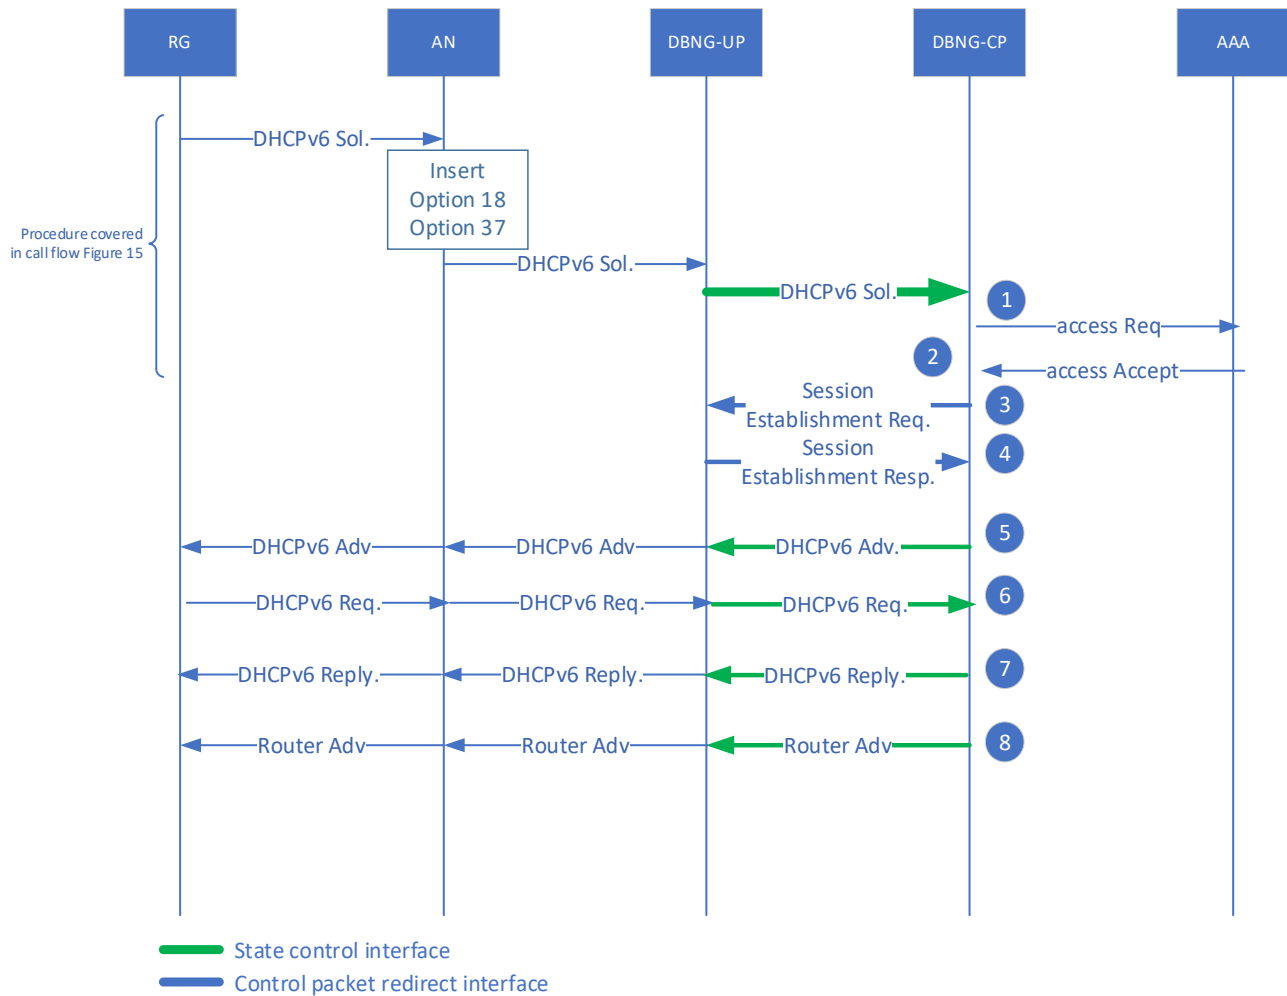 RG
AN
DBNG-UP
DBNG-CP
AAA
DHCPv6 Sol.
Insert
Option 18
Option 37
Procedure covered
in call flow Figure 15
DHCPv6 Sol.
DHCPv6 Sol.
1
access Req
2
access Accept
Session
Establishment Req.
3
Session
Establishment Resp.
4
DHCPv6 Adv
DHCPv6 Adv
DHCPv6 Adv.
5
DHCPv6 Req.
DHCPv6 Req.
DHCPv6 Req.
6
DHCPv6 Reply.
DHCPv6 Reply.
DHCPv6 Reply.
7
Router Adv
Router Adv
Router Adv
8
State control interface
Control packet redirect interface